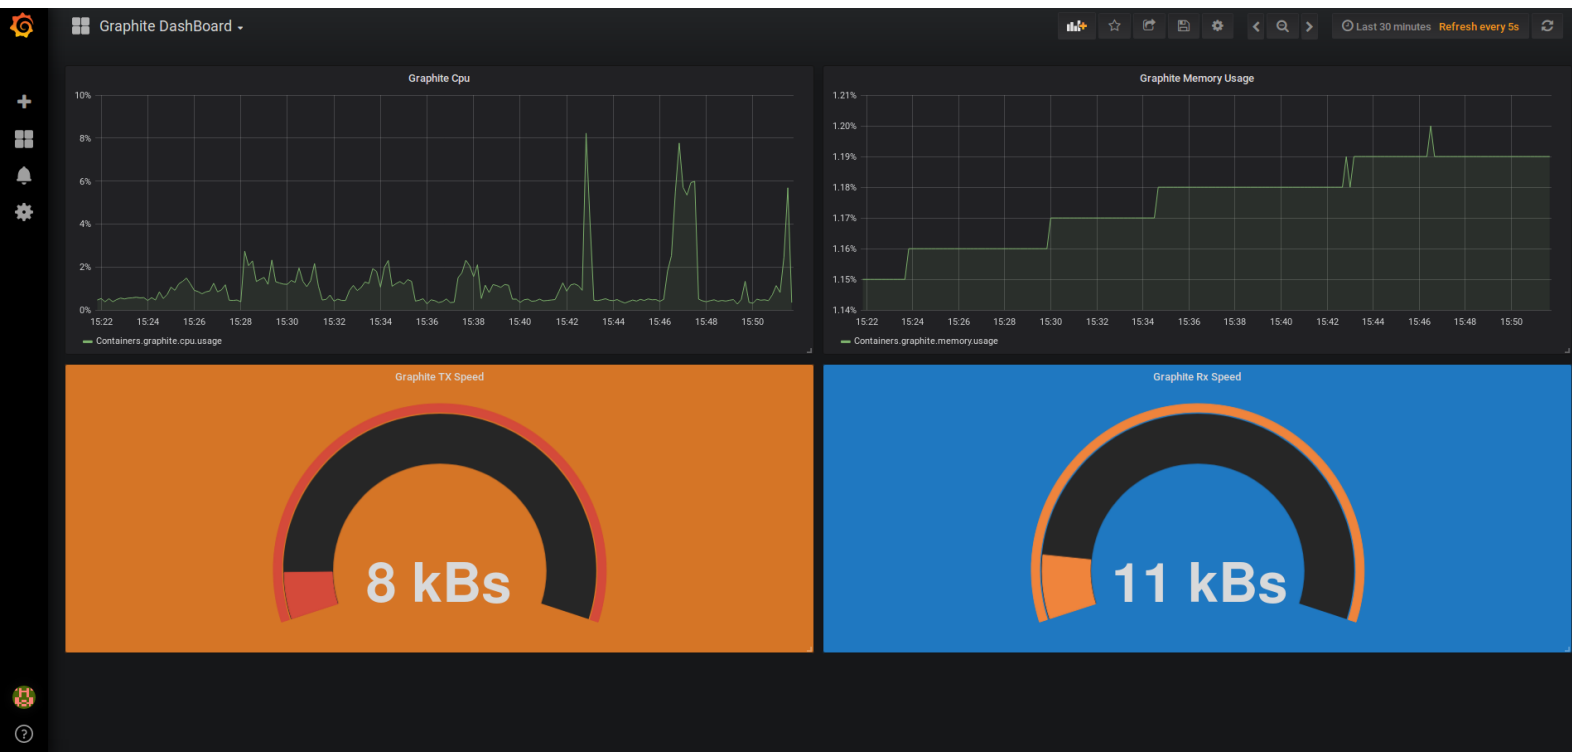 Graphite DashBoard
Last 30 minutes Refresh every 5s
Graphite Cpu
10%
8%
6%
4%
2%
0%
15:22 15:24 15:26 15:28 15:30 15:32 15:34 15:36 15:38 15:40 15:42 15:44 15:46 15:48 15:50
Containers.graphite.cpu.usage
Graphite Memory Usage
1.21%
1.20%
1.19%
1.18%
1.17%
1.16%
1.15%
1.14%
15:22 15:24 15:26 15:28 15:30 15:32 15:34 15:36 15:38 15:40 15:42 15:44 15:46 15:48 15:50
Containers.graphite.memory.usage
Graphite TX Speed
8 kBs
Graphite Rx Speed
11 kBs